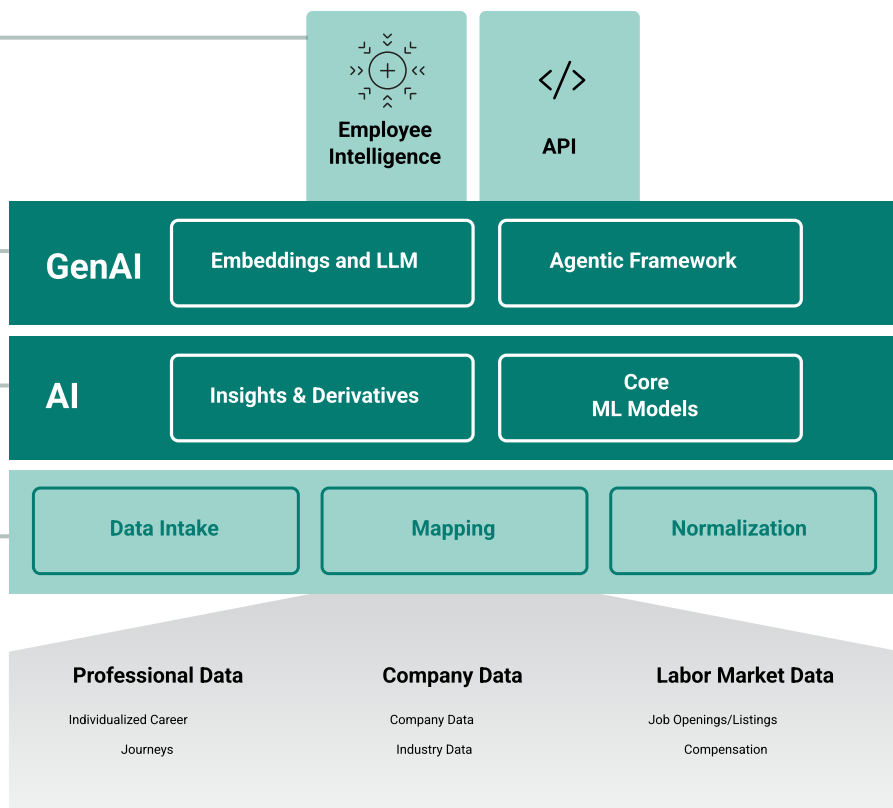 Employee
Intelligence
</>
API
GenAI
Embeddings and LLM
Agentic Framework
AI
Insights & Derivatives
Core
ML Models
Data Intake
Mapping
Normalization
Professional Data
Company Data
Labor Market Data
Individualized Career
Company Data
Job Openings/Listings
Journeys
Industry Data
Compensation